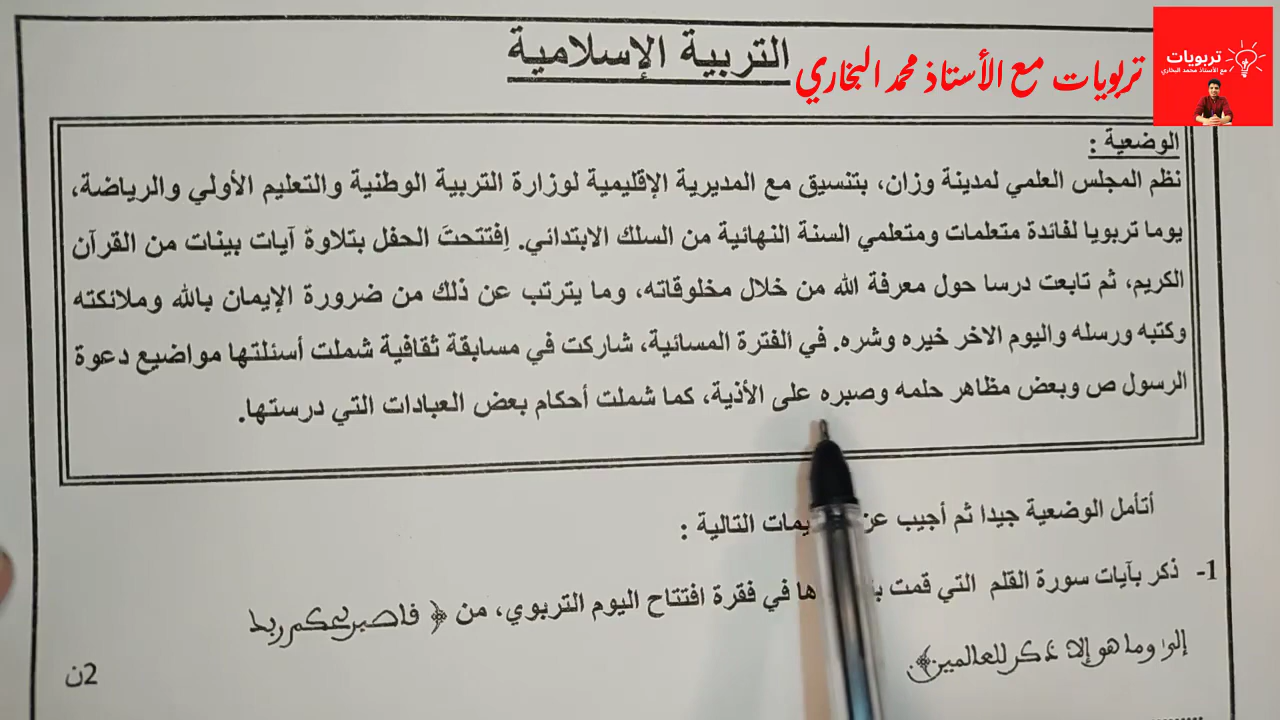 التربية الإسلامية
تربويات مع الأستاذ محمد البخاري
تربويات
مع الأستاذ محمد البخاري
الوضعية :
نظم المجلس العلمي لمدينة وزان، بتنسيق مع المديرية الإقليمية لوزارة التربية الوطنية والتعليم الأولي والرياضة،
يوما تربويا لفائدة متعلمات ومتعلمي السنة النهائية من السلك الابتدائي. اِفتتحتَ الحفل بتلاوة آيات بينات من القرآن
الكريم، ثم تابعت درسا حول معرفة الله من خلال مخلوقاته، وما يترتب عن ذلك من ضرورة الإيمان بالله وملائكته
وكتبه ورسله واليوم الاخر خيره وشره. في الفترة المسائية، شاركت في مسابقة ثقافية شملت أسئلتها مواضيع دعوة
الرسول ص وبعض مظاهر حلمه وصبره على الأذية، كما شملت أحكام بعض العبادات التي درستها.
أتأمل الوضعية جيدا ثم أجيب التالية :
1- ذكر بآيات سورة القلم التي قمت في فقرة افتتاح اليوم التربوي، من ﴿ فاصبر لحكم ربك
إلى وما هو إلا ذكر للعالمين﴾
2ن